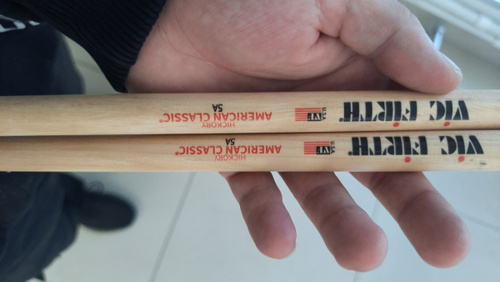 VIC FIRTH®
VF
U.S.A.
AMERICAN CLASSIC®
HICKORY
5A
VIC FIRTH®
VF
U.S.A.
AMERICAN CLASSIC®
HICKORY
5A